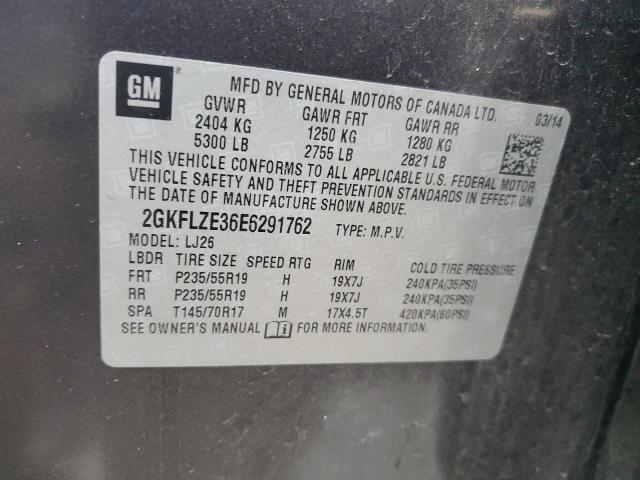 GM
MFD BY GENERAL MOTORS OF CANADA LTD.
03/14
GVWR GAWR FRT GAWR RR
2404 KG 1250 KG 1280 KG
5300 LB 2755 LB 2821 LB
THIS VEHICLE CONFORMS TO ALL APPLICABLE U.S. FEDERAL MOTOR
VEHICLE SAFETY AND THEFT PREVENTION STANDARDS IN EFFECT ON
THE DATE OF MANUFACTURE SHOWN ABOVE.
2GKFLZE36E6291762 TYPE: M.P.V.
MODEL: LJ26
LBDR TIRE SIZE SPEED RTG RIM COLD TIRE PRESSURE
FRT P235/55R19 H 19X7J 240KPA(35PSI)
RR P235/55R19 H 19X7J 240KPA(35PSI)
SPA T145/70R17 M 17X4.5T 420KPA(60PSI)
SEE OWNER'S MANUAL FOR MORE INFORMATION.